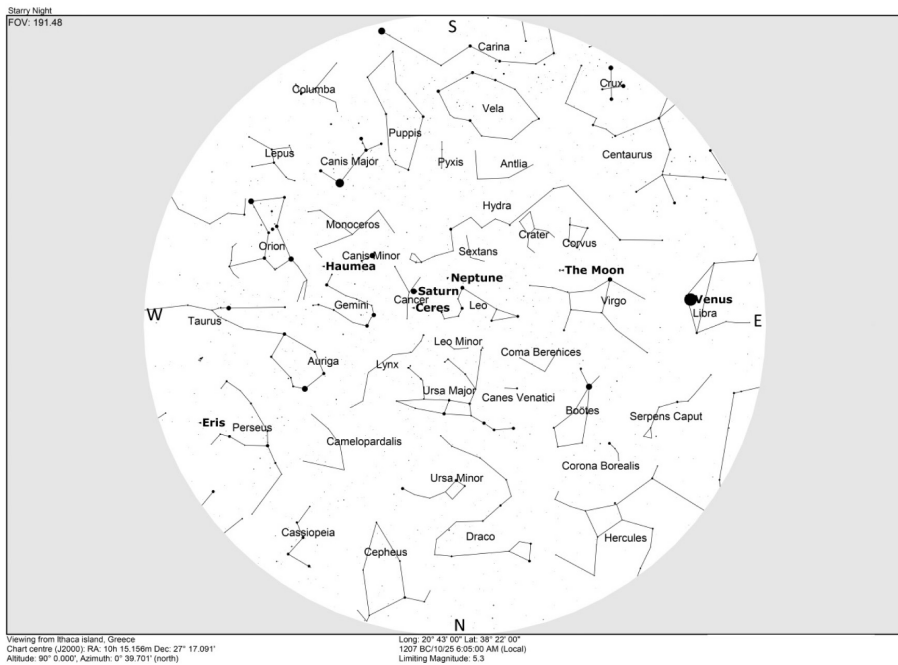 Starry Night
FOV: 191.48
S
Carina
Columba
Crux
Vela
Puppis
Lepus
Canis Major
Pyxis
Antlia
Centaurus
Hydra
Monoceros
Crater
Corvus
Orion
Canis Minor
Sextans
Haumea
The Moon
Neptune
Cancer
Saturn
Ceres
Gemini
Leo
Virgo
Venus
W
Libra
E
Taurus
Leo Minor
Coma Berenices
Auriga
Lynx
Ursa Major
Canes Venatici
Boötes
Serpens Caput
Eris
Perseus
Camelopardalis
Corona Borealis
Ursa Minor
Cassiopeia
Draco
Hercules
Cepheus
N
Viewing from Ithaca island, Greece
Chart centre (J2000): RA: 10h 15.156m Dec: 27° 17.091'
Altitude: 90° 0.000', Azimuth: 0° 39.701' (north)
Long: 20° 43' 00" Lat: 38° 22' 00"
1207 BC/10/25 6:05:00 AM (Local)
Limiting Magnitude: 5.3